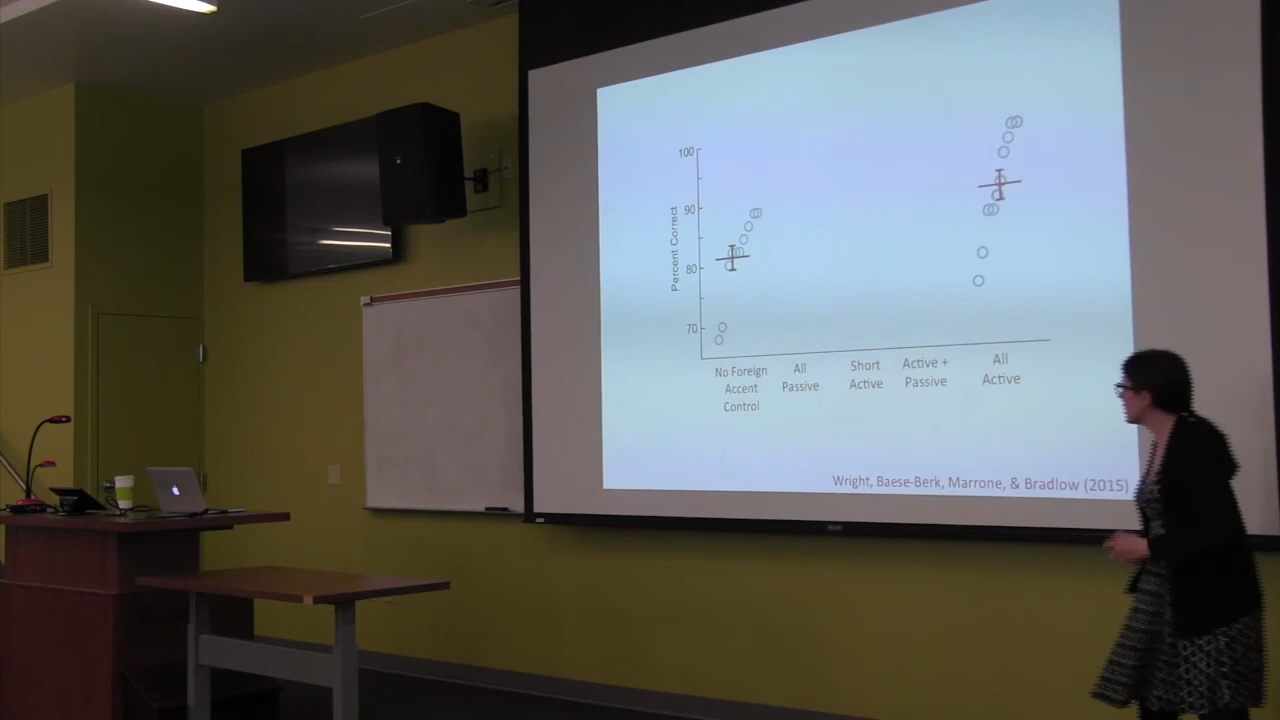 100
90
80
70
Percent Correct
No Foreign
Accent
Control
All
Passive
Short
Active
Active +
Passive
All
Active
Wright, Baese-Berk, Marrone, & Bradlow (2015)